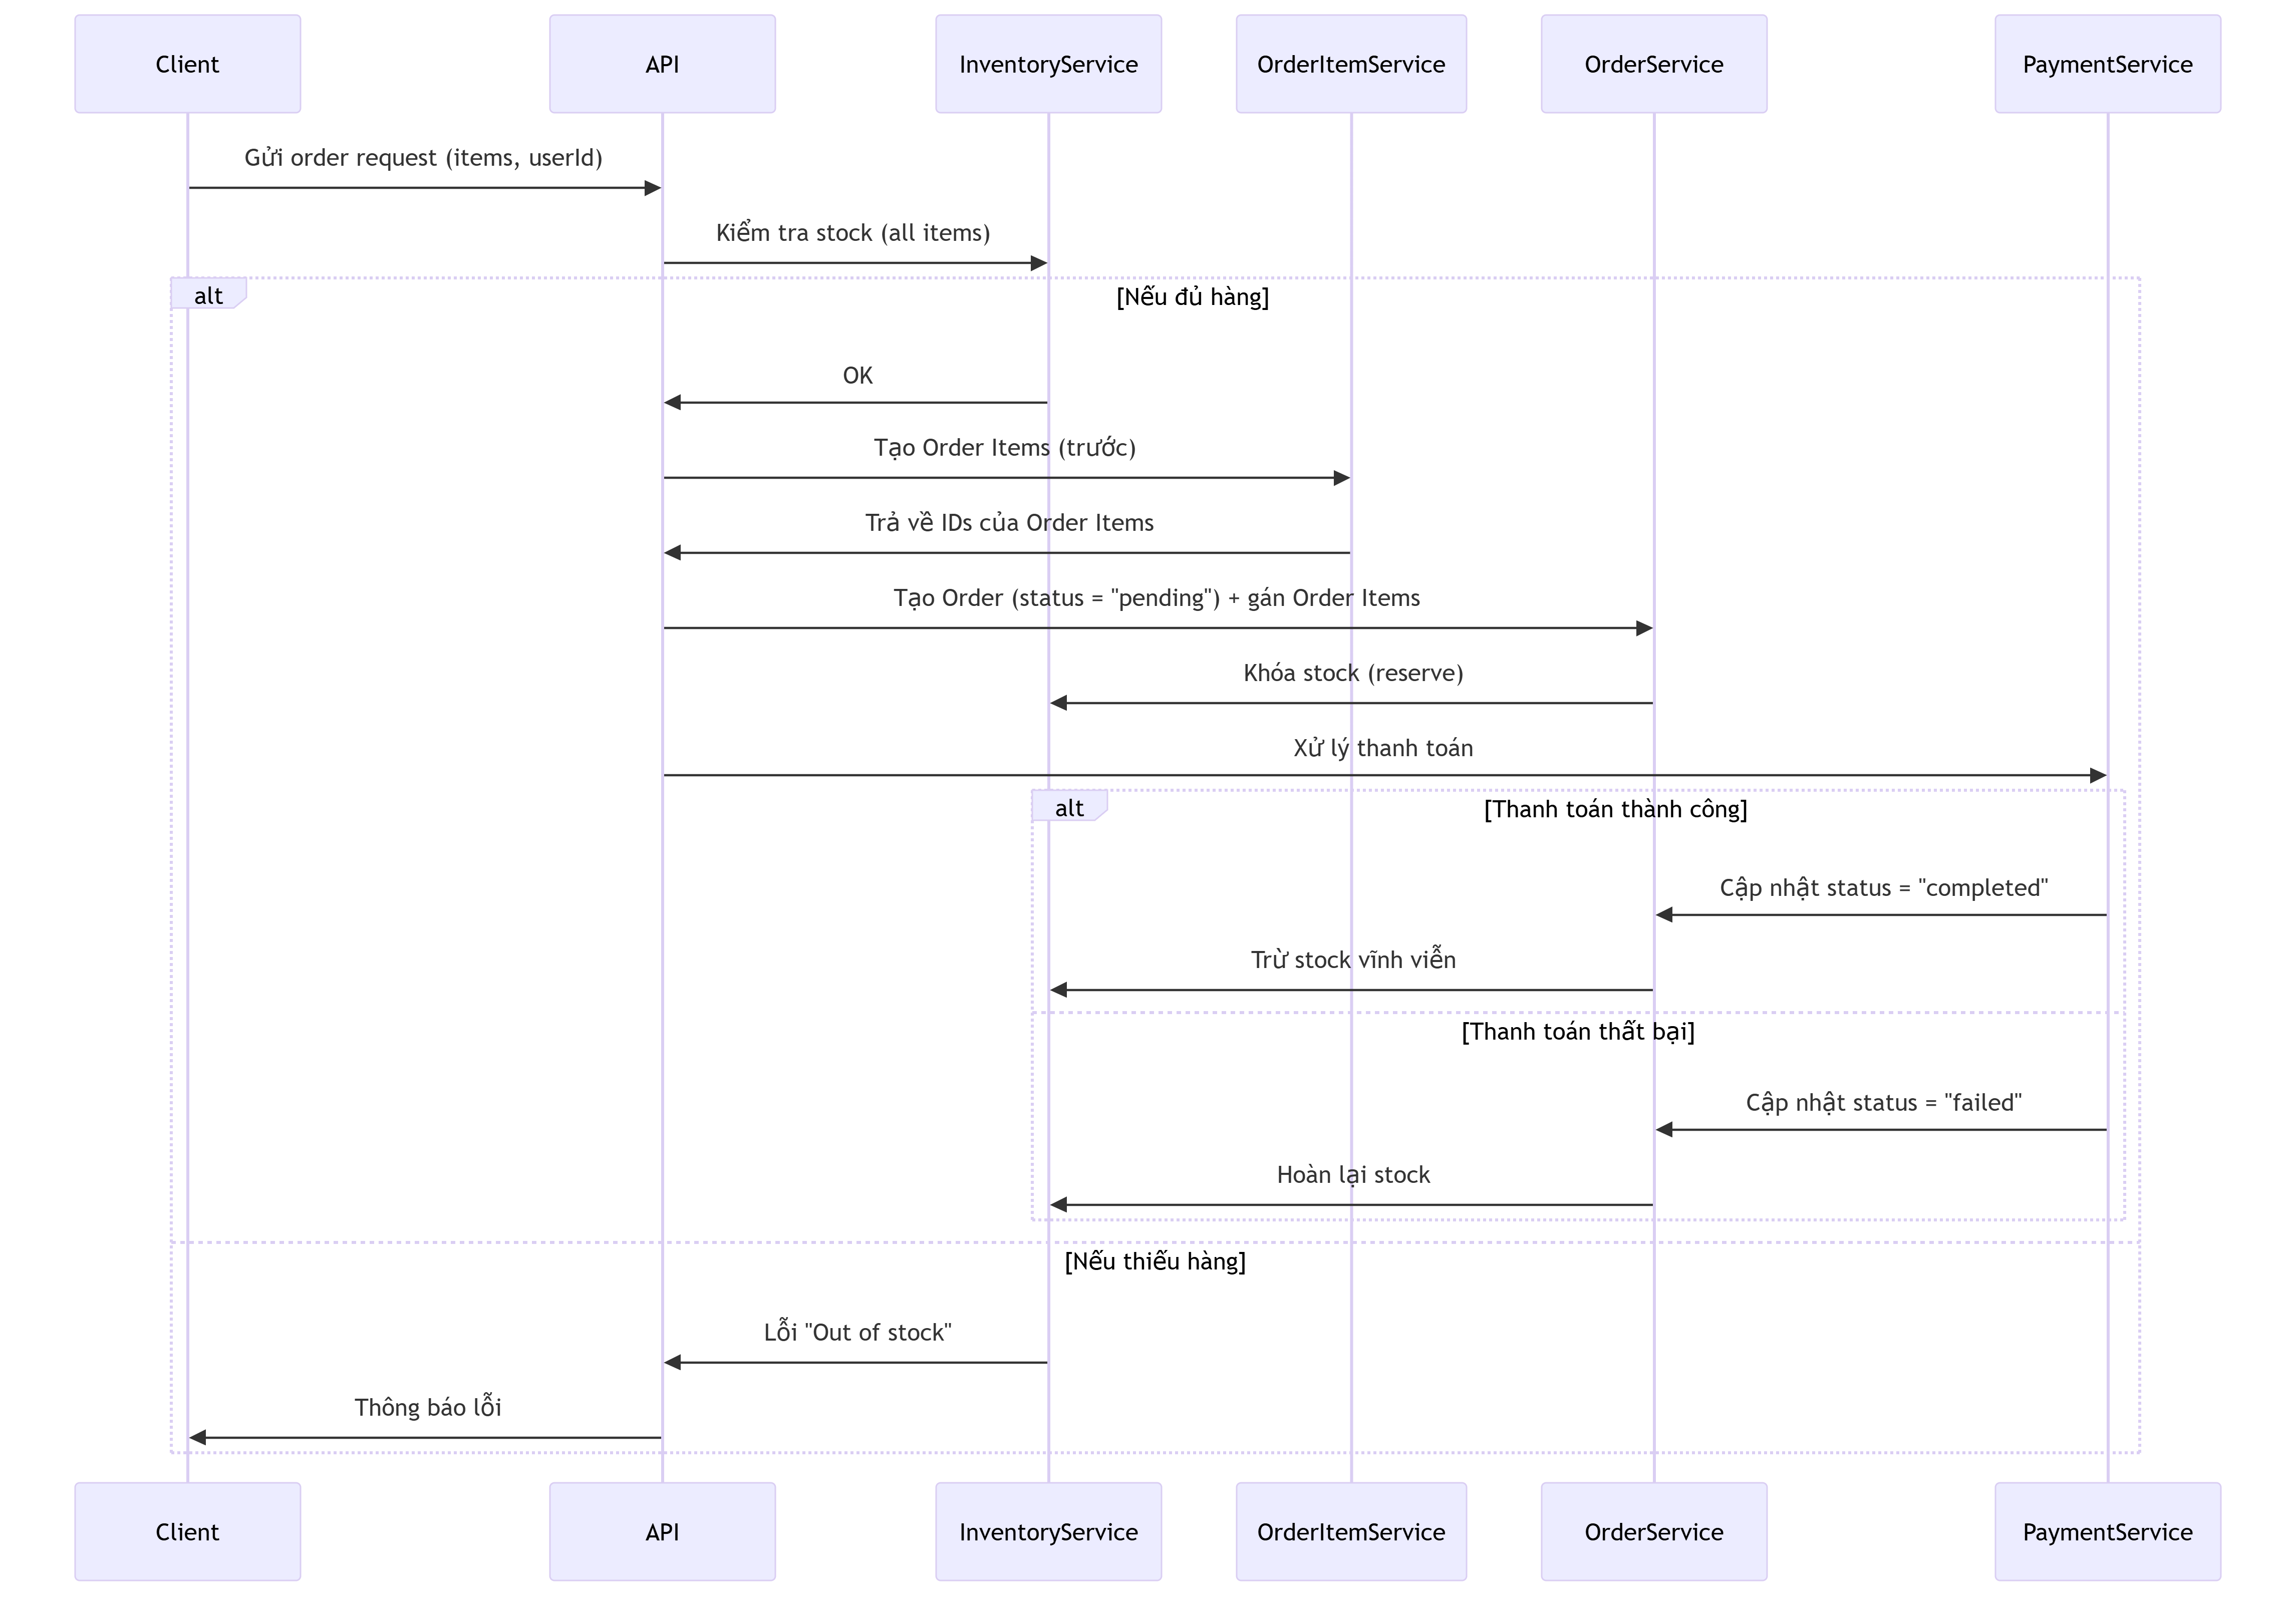 Client
API
InventoryService
OrderItemService
OrderService
PaymentService
Gửi order request (items, userId)
Kiểm tra stock (all items)
alt
[Nếu đủ hàng]
OK
Tạo Order Items (trước)
Trả về IDs của Order Items
Tạo Order (status = "pending") + gán Order Items
Khóa stock (reserve)
Xử lý thanh toán
alt
[Thanh toán thành công]
Cập nhật status = "completed"
Trừ stock vĩnh viễn
[Thanh toán thất bại]
Cập nhật status = "failed"
Hoàn lại stock
[Nếu thiếu hàng]
Lỗi "Out of stock"
Thông báo lỗi
Client
API
InventoryService
OrderItemService
OrderService
PaymentService